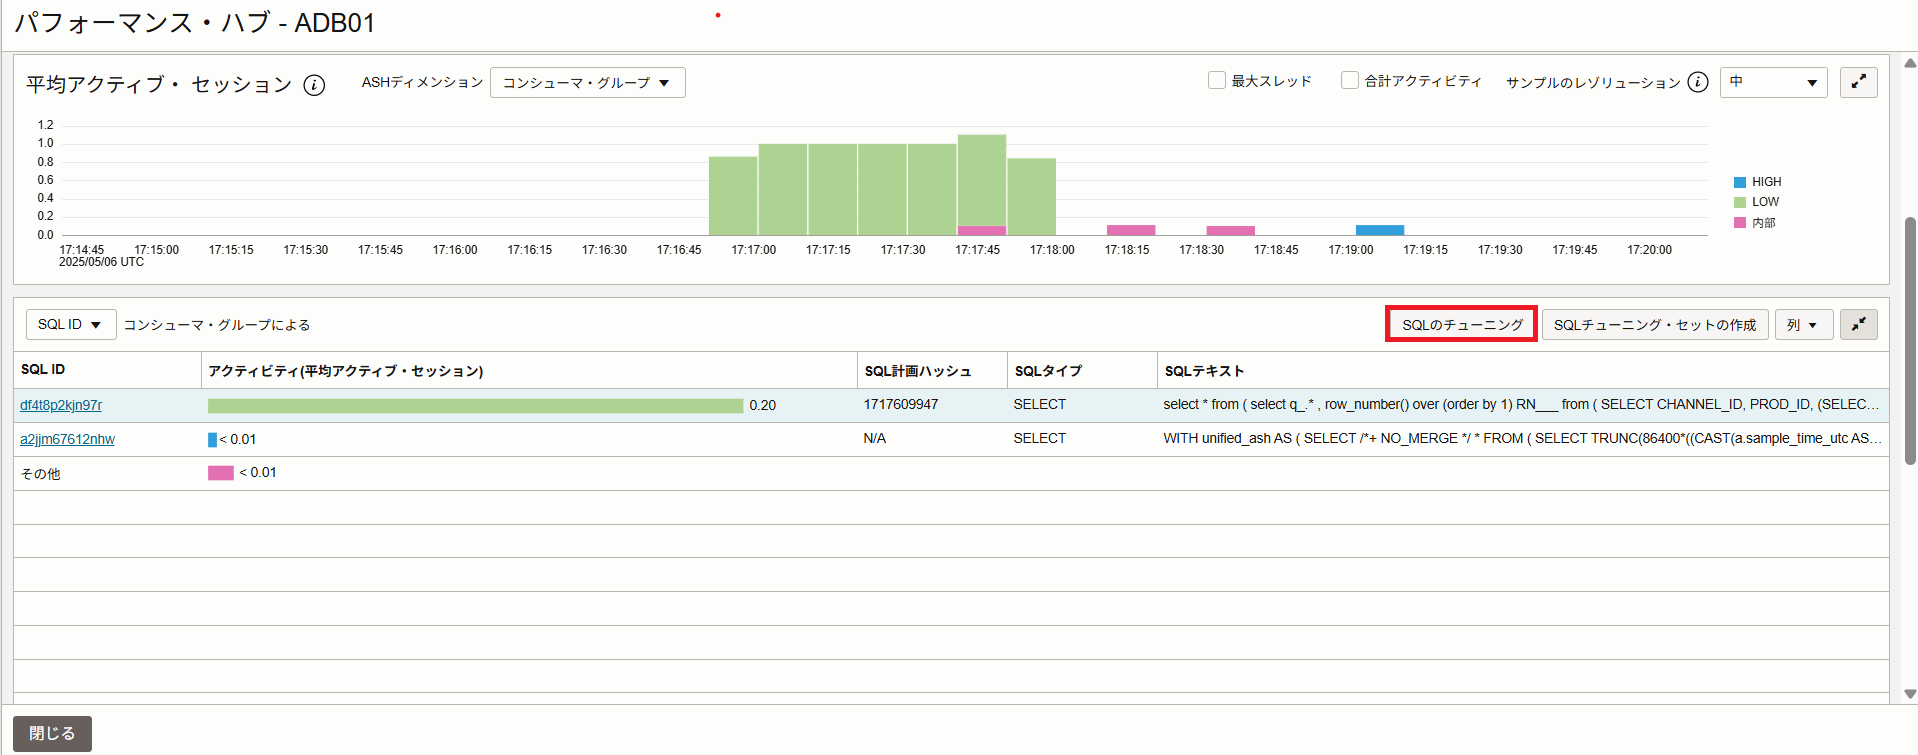 パフォーマンス・ハブ - ADB01
平均アクティブ・ セッション i ASHディメンション コンシューマ・グループ 最大スレッド 合計アクティビティ サンプルのレゾリューション i 中
1.2
1.0
0.8
0.6
0.4
0.2
0.0
HIGH
LOW
内部
17:14:45 17:15:00 17:15:15 17:15:30 17:15:45 17:16:00 17:16:15 17:16:30 17:16:45 17:17:00 17:17:15 17:17:30 17:17:45 17:18:00 17:18:15 17:18:30 17:18:45 17:19:00 17:19:15 17:19:30 17:19:45 17:20:00
2025/05/06 UTC
SQL ID コンシューマ・グループによる SQLのチューニング SQLチューニング・セットの作成 列
SQL ID アクティビティ(平均アクティブ・セッション) SQL計画ハッシュ SQLタイプ SQLテキスト
df4t8p2kjn97r 0.20 1717609947 SELECT select * from ( select q_.* , row_number() over (order by 1) RN___ from ( SELECT CHANNEL_ID, PROD_ID, (SELEC...
a2jjm67612nhw < 0.01 N/A SELECT WITH unified_ash AS ( SELECT /*+ NO_MERGE */ * FROM ( SELECT TRUNC(86400*((CAST(a.sample_time_utc AS...
その他 < 0.01
閉じる